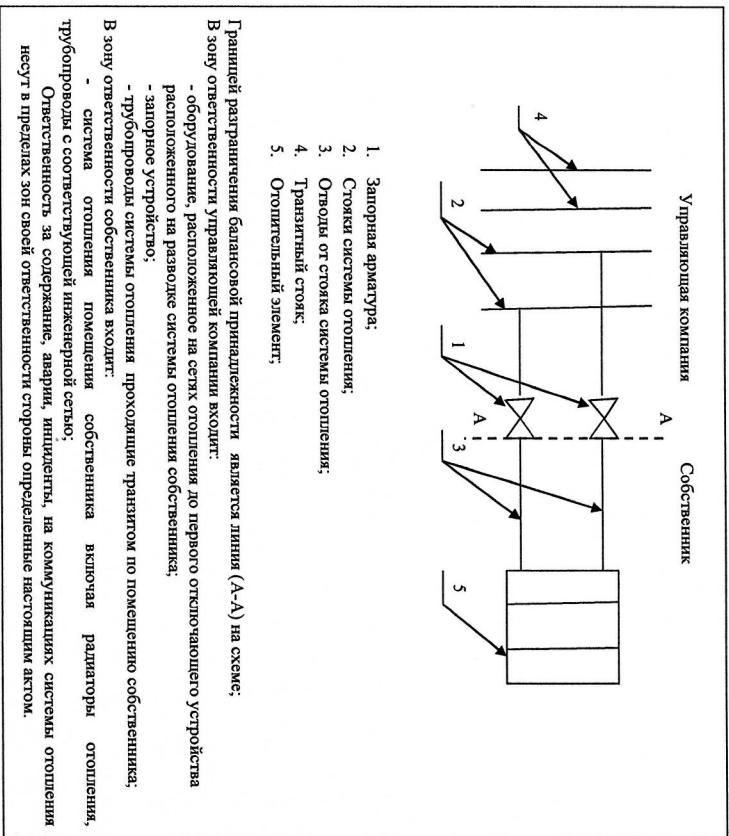 Управляющая компания
Собственник
4
2
1
3
5
А
А
1. Запорная арматура;
2. Стояки системы отопления;
3. Отводы от стояка системы отопления;
4. Транзитный стояк;
5. Отопительный элемент;
Границей разграничения балансовой принадлежности является линия (А-А) на схеме;
В зону ответственности управляющей компании входит:
- оборудование, расположенное на сетях отопления до первого отключающего устройства
расположенного на разводке системы отопления собственника;
- запорное устройство;
- трубопроводы системы отопления проходящие транзитом по помещению собственника;
В зону ответственности собственника входит:
- система отопления помещения собственника включая радиаторы отопления,
трубопроводы с соответствующей инженерной сетью;
Ответственность за содержание, аварии, инциденты, на коммуникациях системы отопления
несут в пределах зон своей ответственности стороны определенные настоящим актом.